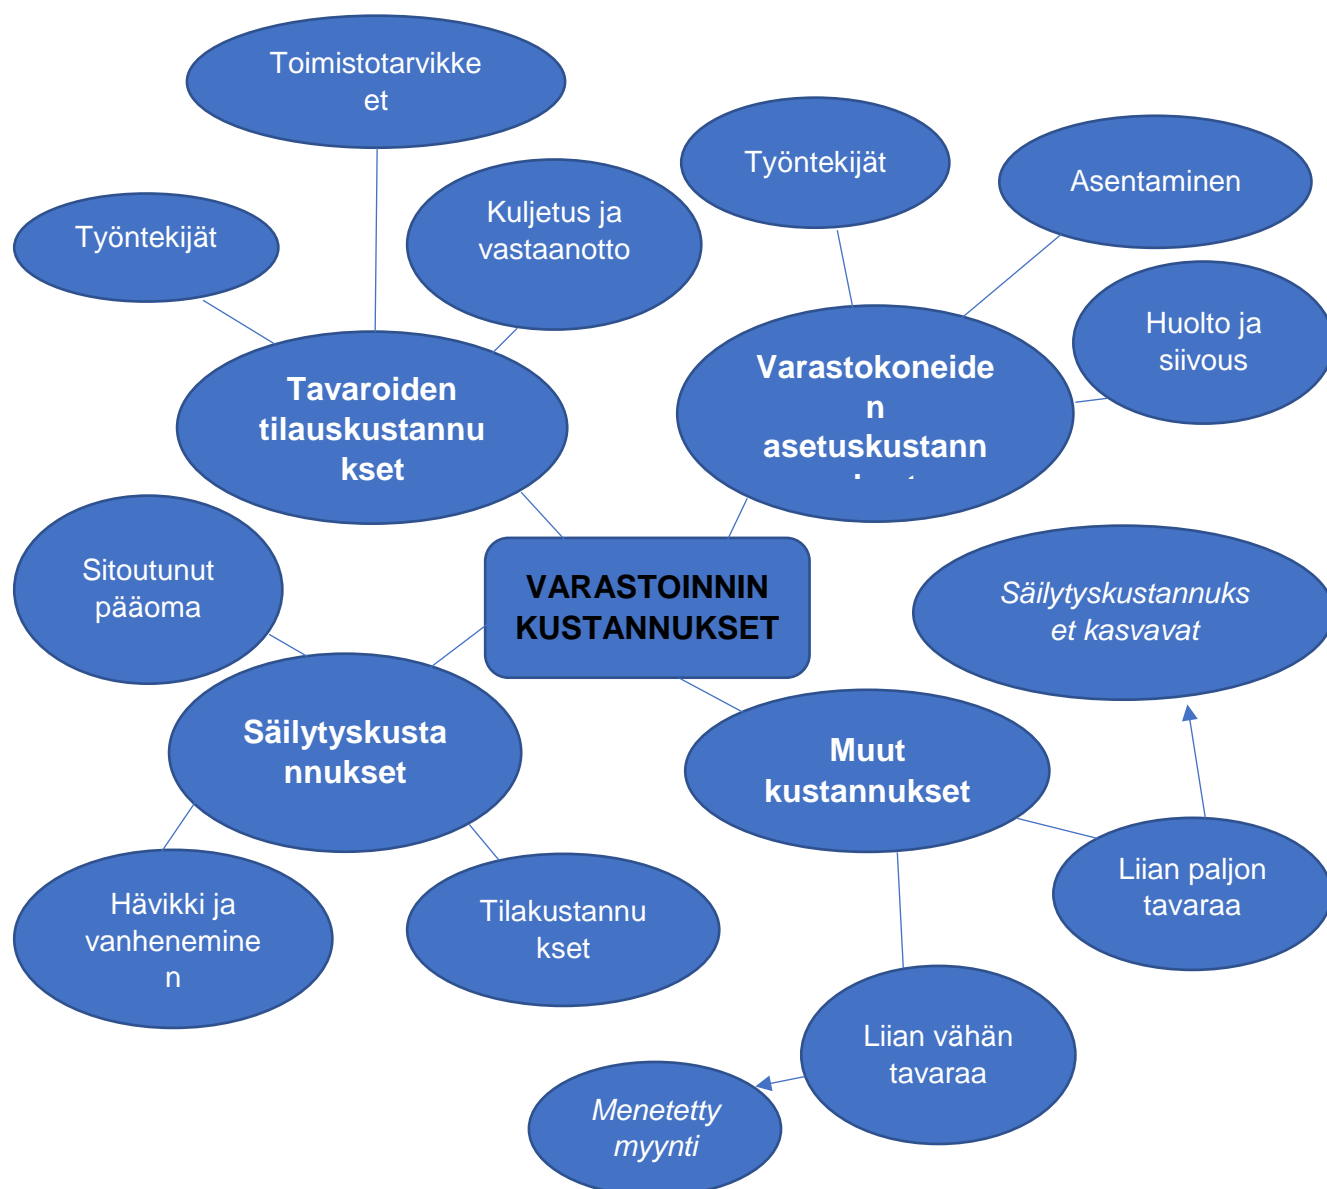 Toimistotarvikke
et
Työntekijät
Asentaminen
Kuljetus ja
vastaanotto
Työntekijät
Huolto ja
siivous
Tavaroiden
tilauskustannu
kset
Varastokoneide
n
asetuskustann
Sitoutunut
pääoma
VARASTOINNIN
KUSTANNUKSET
Säilytyskustannuks
et kasvavat
Säilytyskusta
nnukset
Muut
kustannukset
Hävikki ja
vanhenemine
n
Tilakustannu
kset
Liian paljon
tavaraa
Liian vähän
tavaraa
Menetetty
myynti